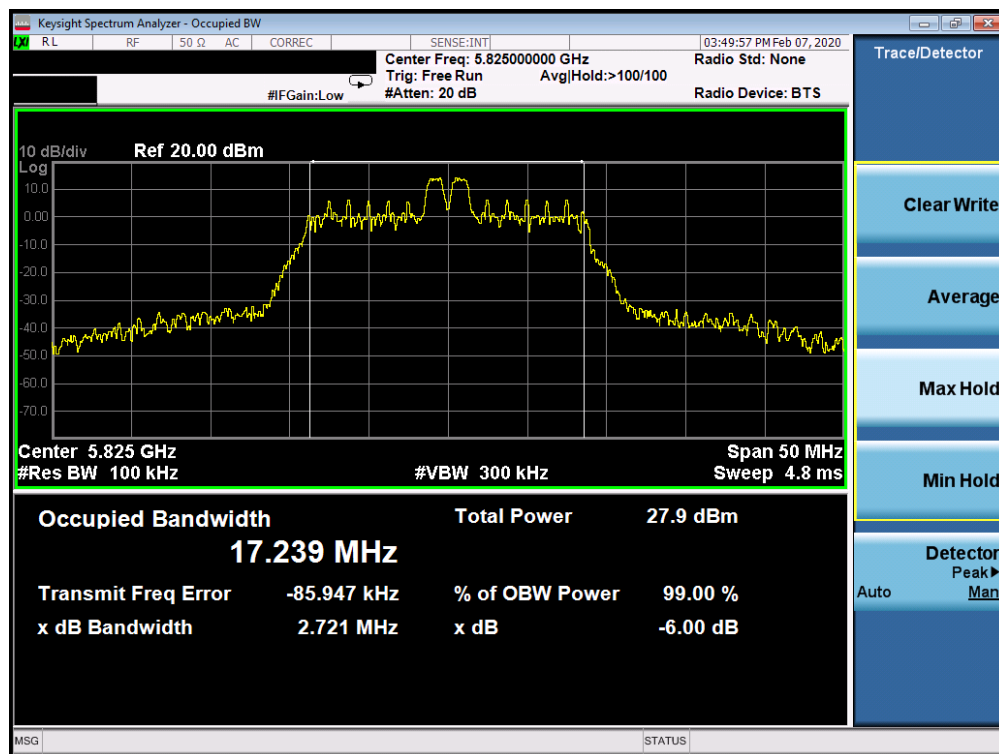 Keysight Spectrum Analyzer - Occupied BW
LXI RL RF 50 Ω AC CORREC SENSE:INT 03:49:57 PM Feb 07, 2020
Center Freq: 5.825000000 GHz Radio Std: None
Trig: Free Run Avg|Hold:>100/100
#IFGain:Low #Atten: 20 dB Radio Device: BTS
10 dB/div Ref 20.00 dBm
Log
10.0
0.00
-10.0
-20.0
-30.0
-40.0
-50.0
-60.0
-70.0
Center 5.825 GHz Span 50 MHz
#Res BW 100 kHz #VBW 300 kHz Sweep 4.8 ms
Occupied Bandwidth Total Power 27.9 dBm
17.239 MHz
Transmit Freq Error -85.947 kHz % of OBW Power 99.00 %
x dB Bandwidth 2.721 MHz x dB -6.00 dB
MSG STATUS
Trace/Detector
Clear Write
Average
Max Hold
Min Hold
Detector
Peak
Auto Man